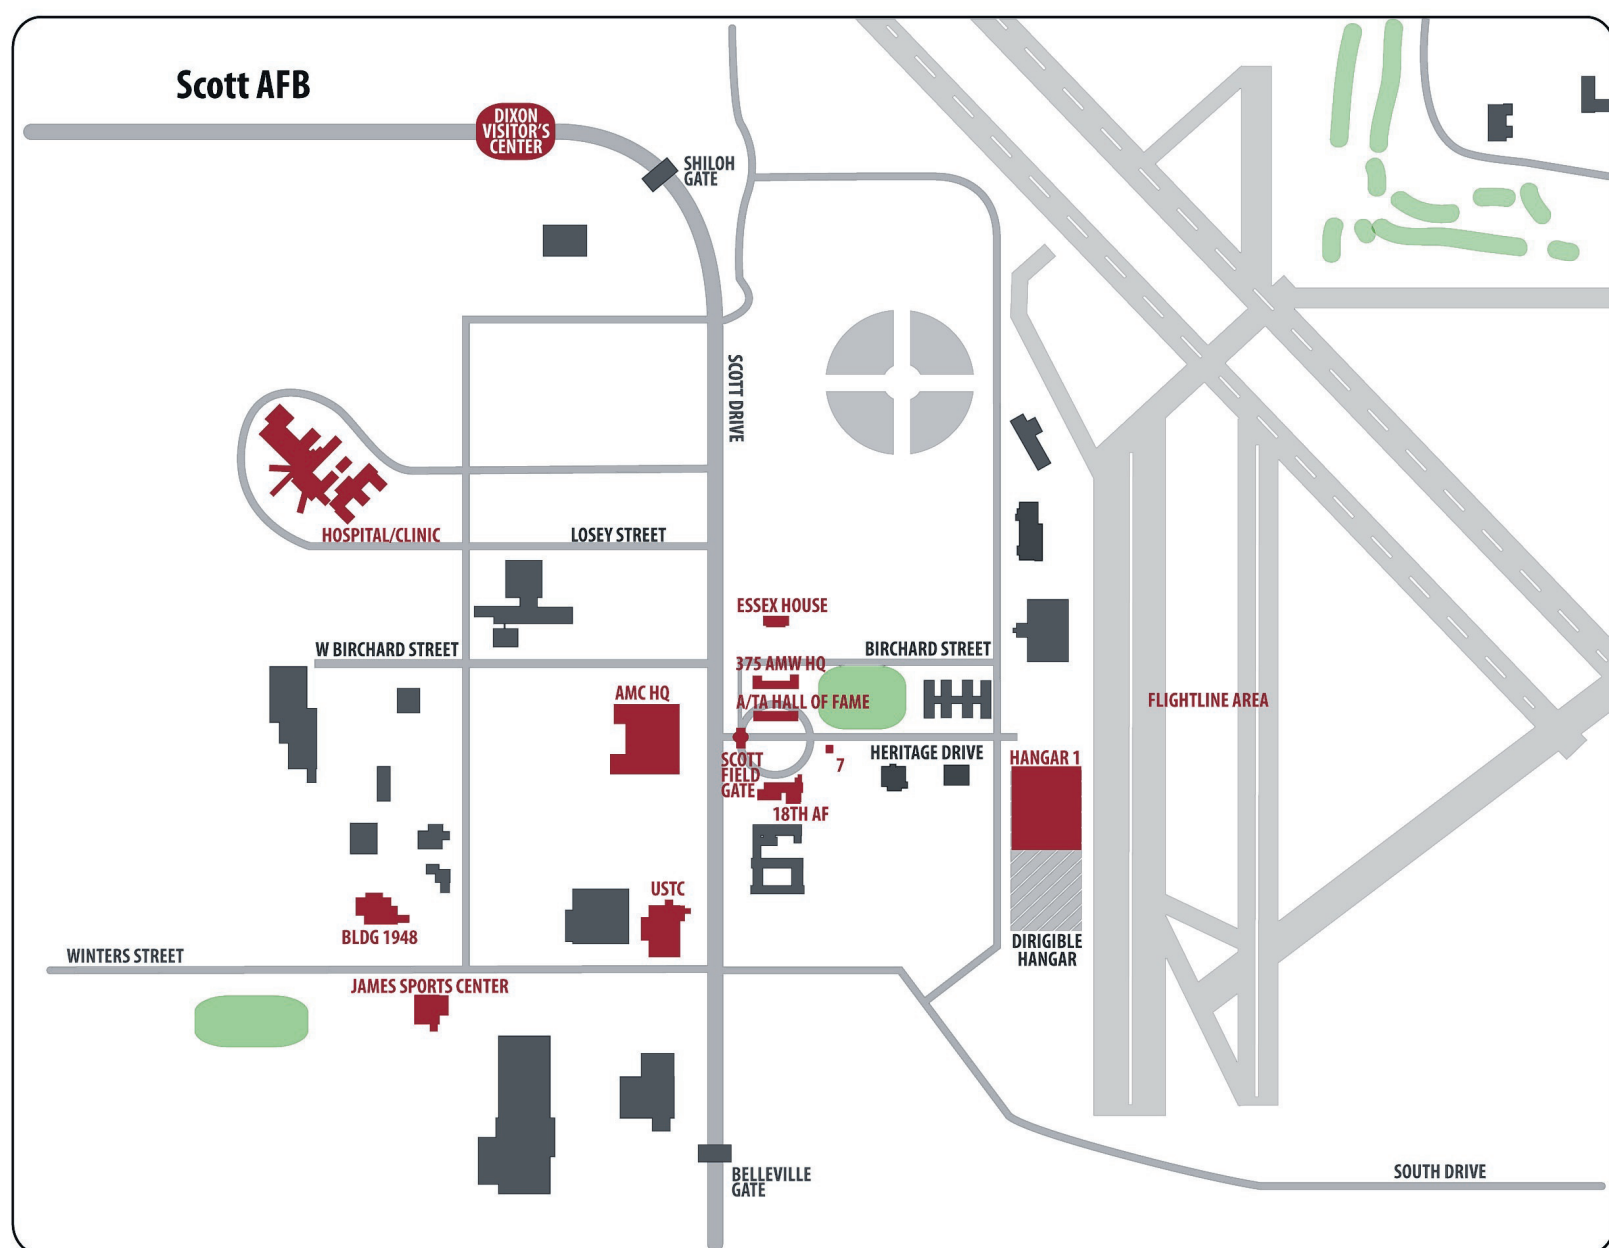 Scott AFB
DIXON
VISITOR'S
CENTER
SHILOH
GATE
SCOTT DRIVE
HOSPITAL/CLINIC
LOSEY STREET
ESSEX HOUSE
W BIRCHARD STREET
BIRCHARD STREET
375 AMW HQ
AMC HQ
A/TA HALL OF FAME
FLIGHTLINE AREA
SCOTT
FIELD
GATE
7
HERITAGE DRIVE
HANGAR 1
18TH AF
USTC
BLDG 1948
DIRIGIBLE
HANGAR
WINTERS STREET
JAMES SPORTS CENTER
BELLEVILLE
GATE
SOUTH DRIVE